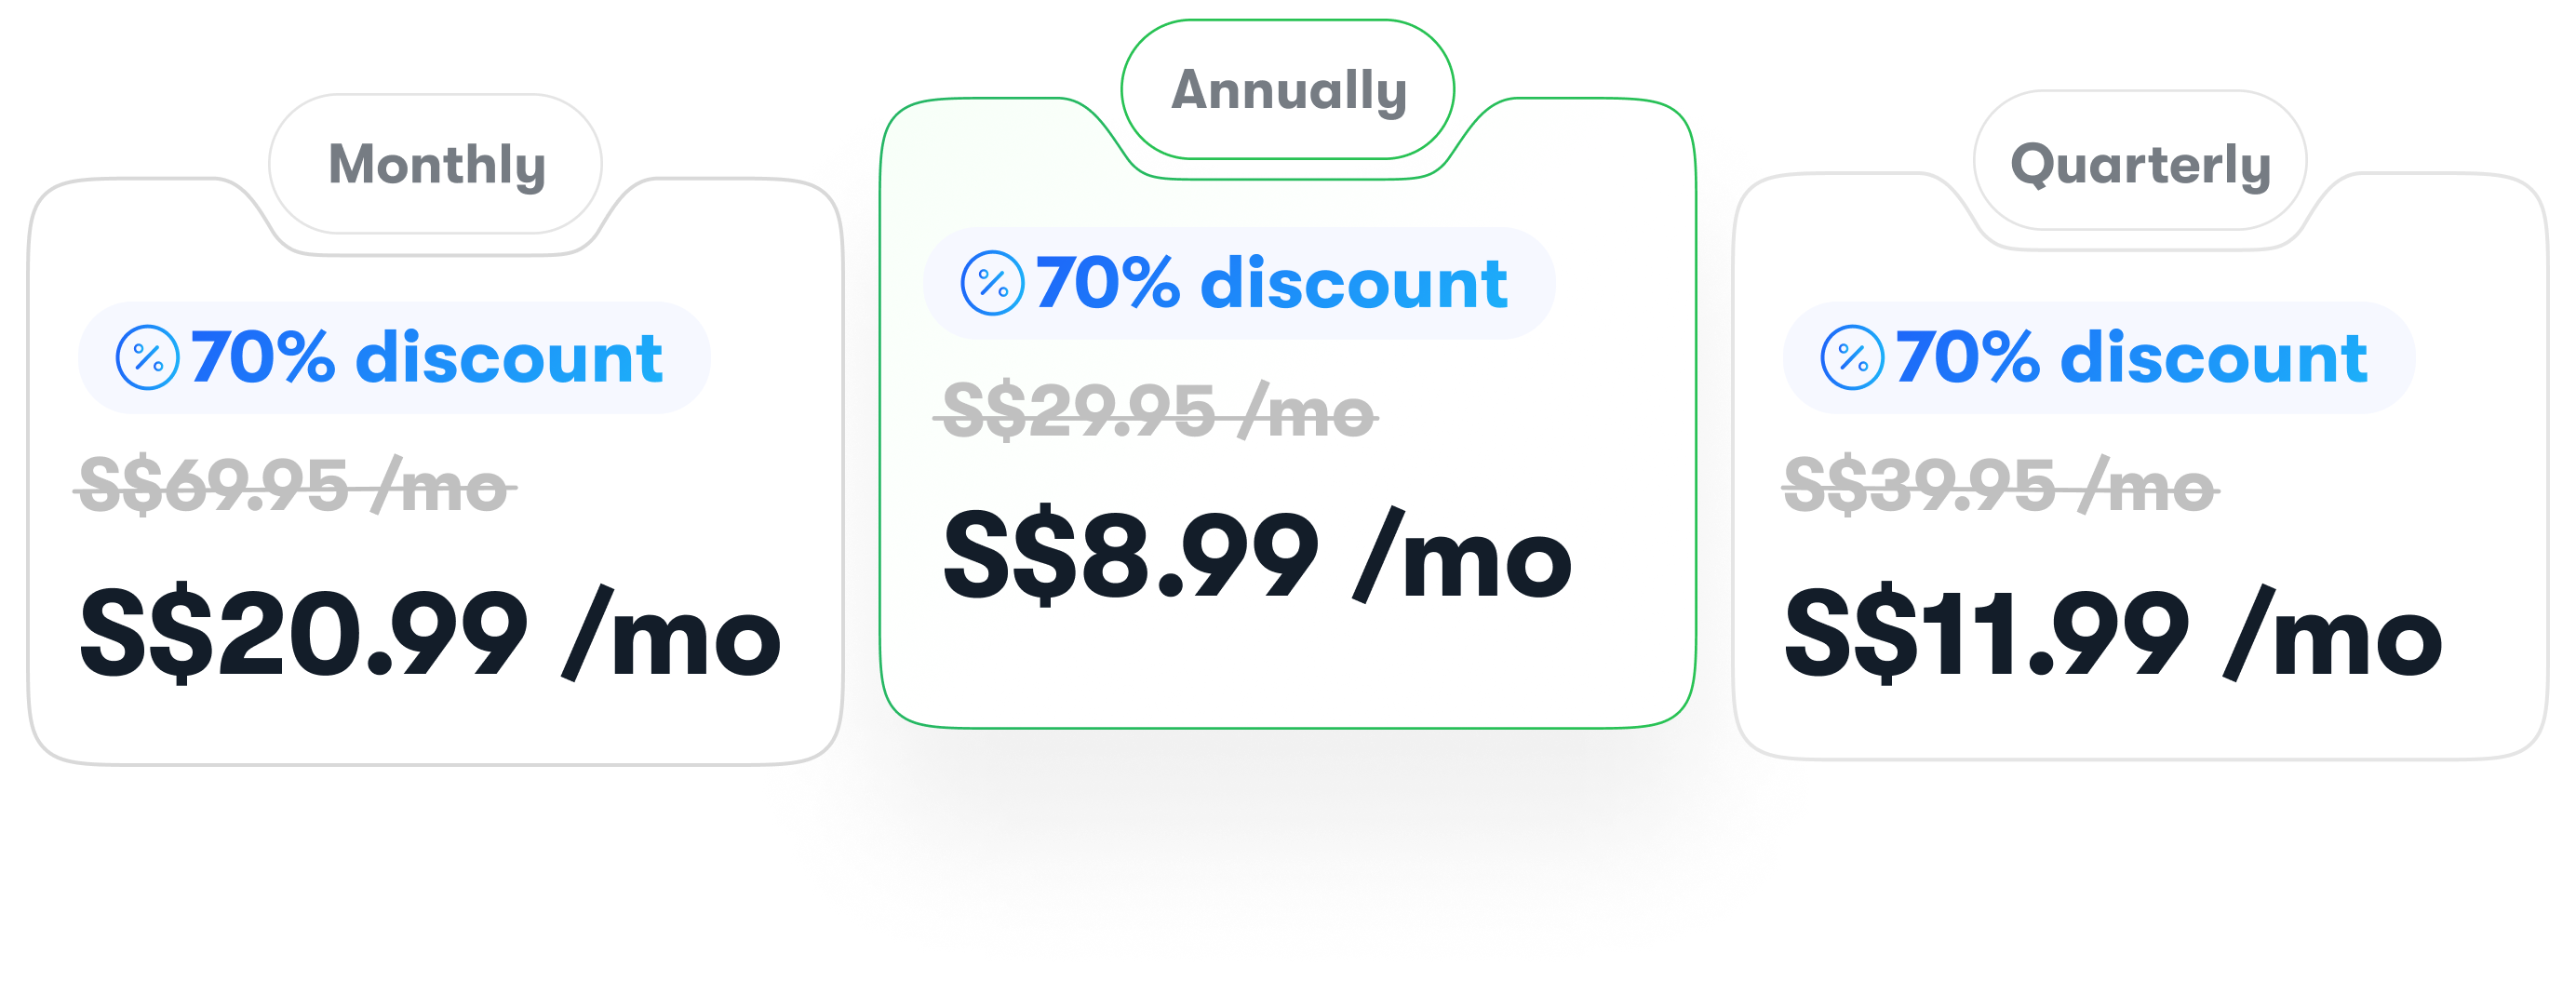 Monthly
70% discount
S$69.95 /mo
S$20.99 /mo
Annually
70% discount
S$29.95 /mo
S$8.99 /mo
Quarterly
70% discount
S$39.95 /mo
S$11.99 /mo